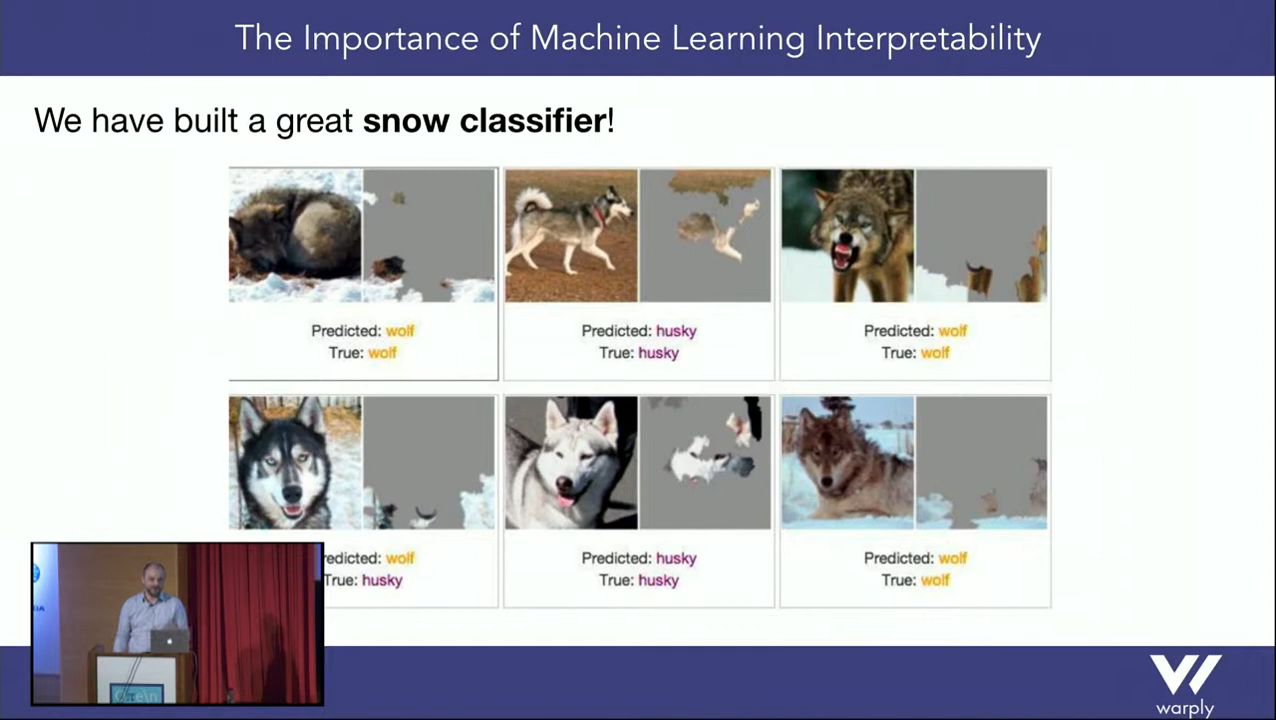 The Importance of Machine Learning Interpretability
We have built a great snow classifier!
Predicted: wolf
True: wolf
Predicted: husky
True: husky
Predicted: wolf
True: wolf
redicted: wolf
True: husky
Predicted: husky
True: husky
Predicted: wolf
True: wolf
warply